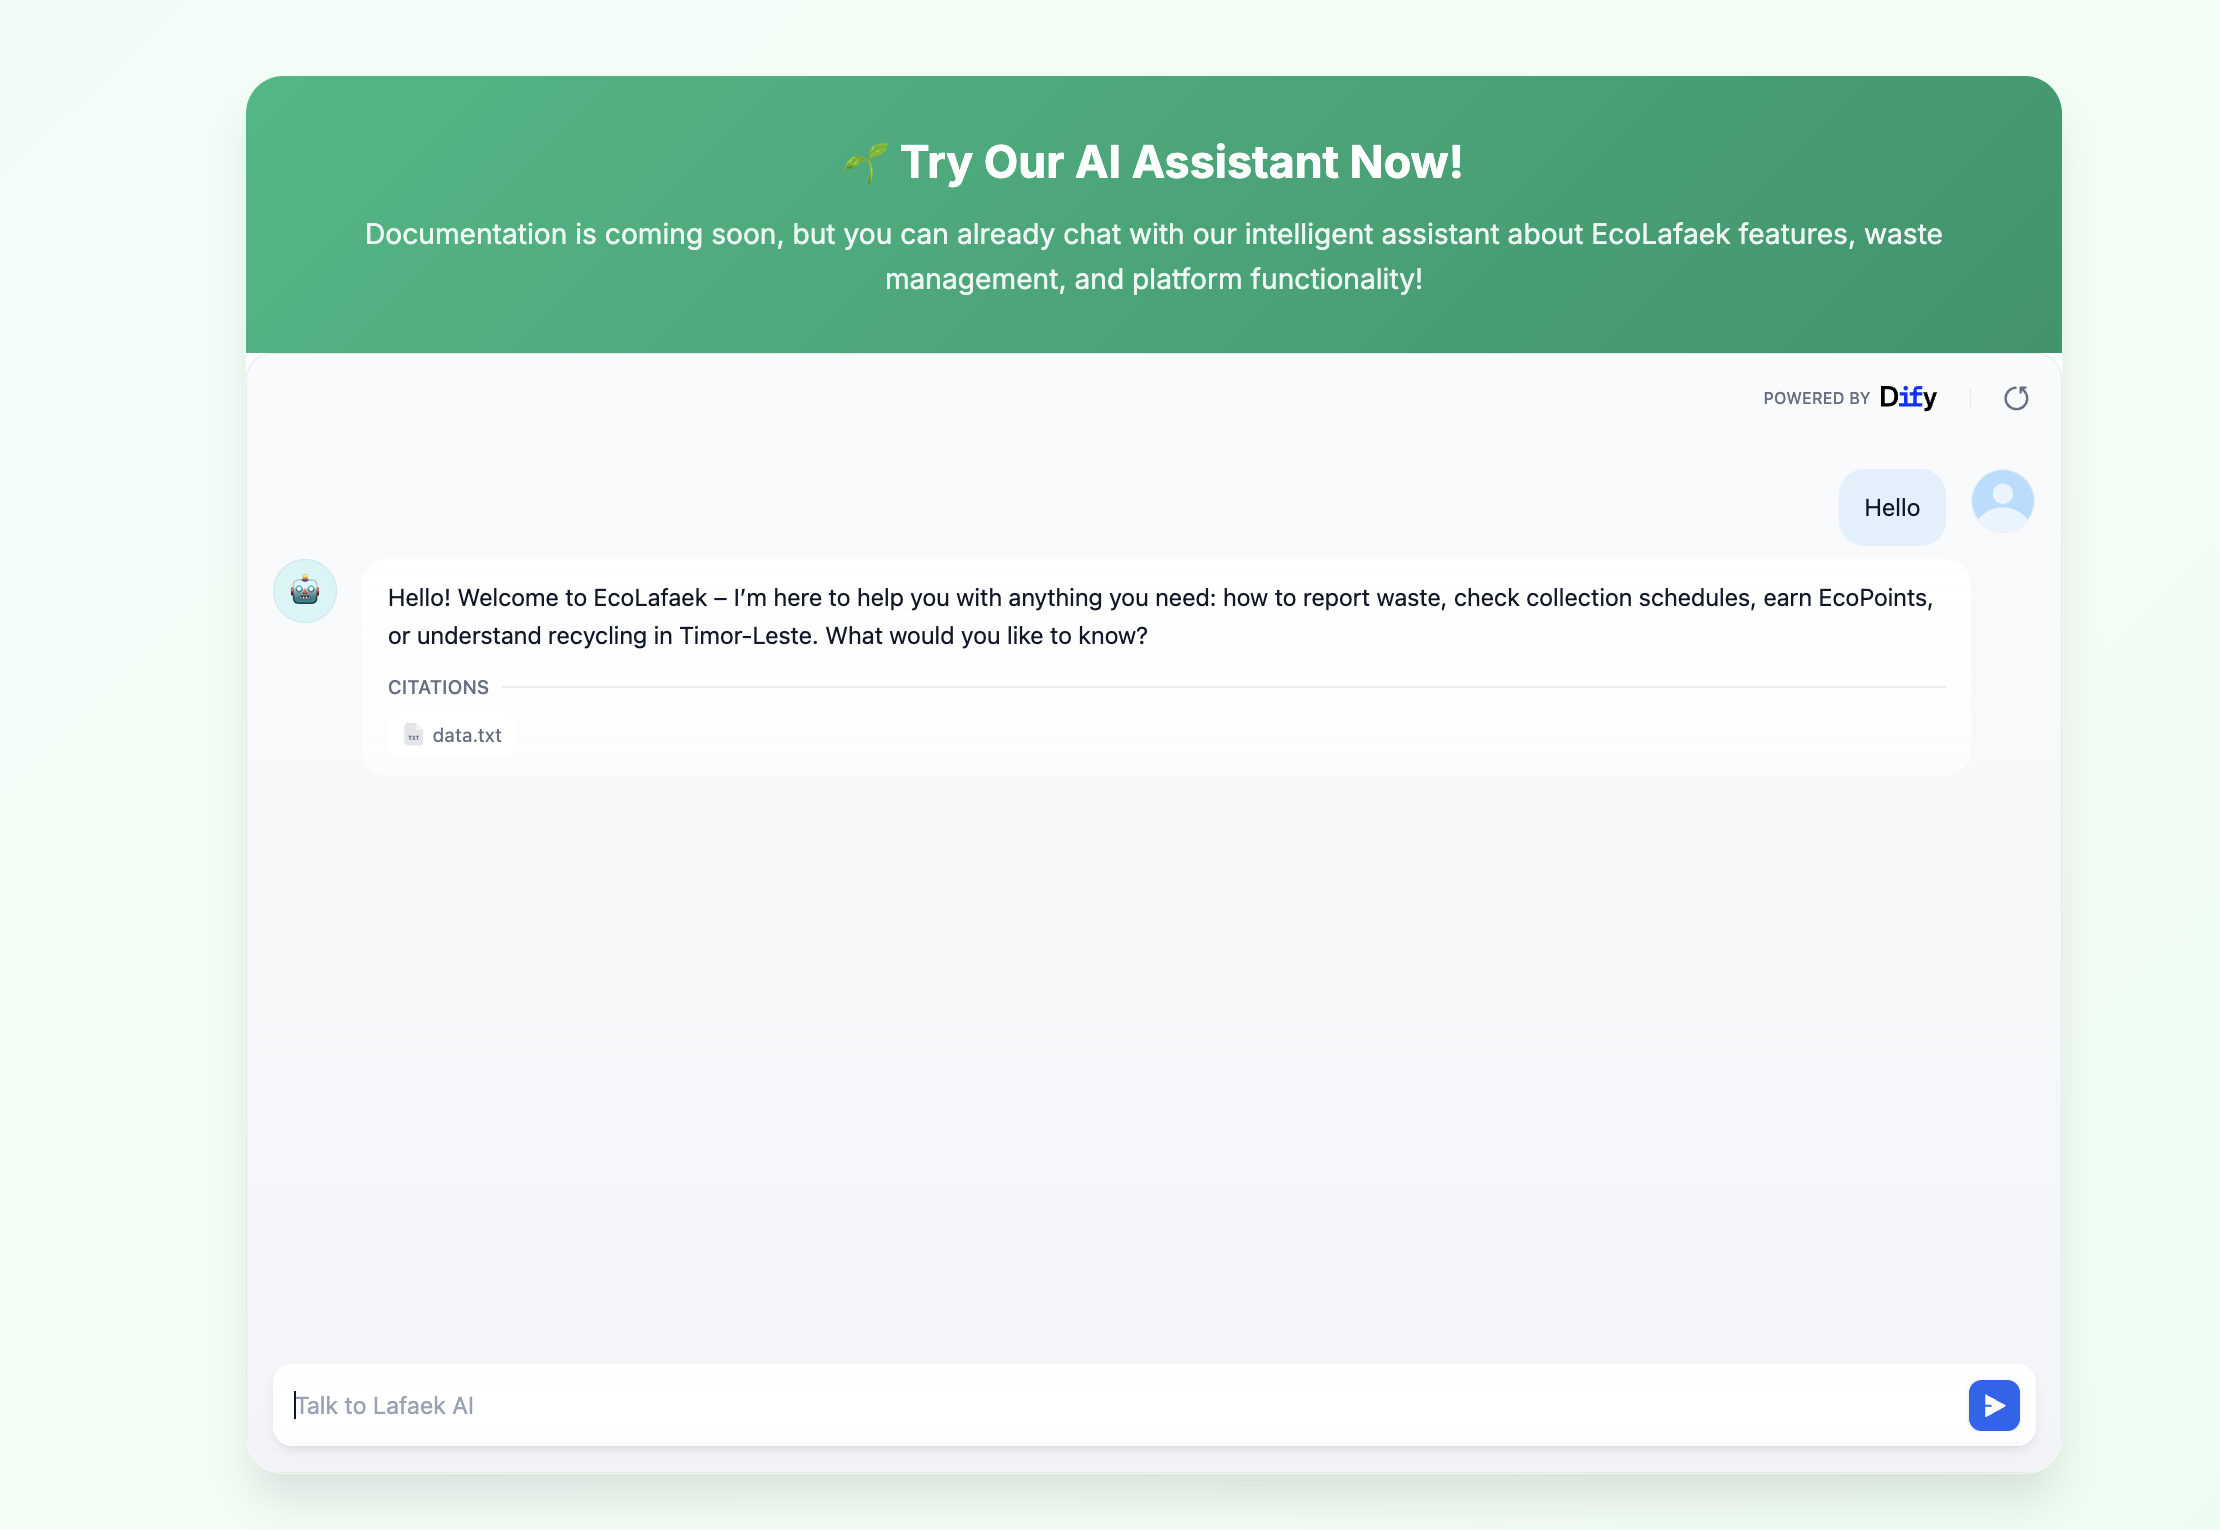 🌱 Try Our AI Assistant Now!
Documentation is coming soon, but you can already chat with our intelligent assistant about EcoLafaek features, waste
management, and platform functionality!
POWERED BY Dify
Hello
Hello! Welcome to EcoLafaek – I’m here to help you with anything you need: how to report waste, check collection schedules, earn EcoPoints,
or understand recycling in Timor-Leste. What would you like to know?
CITATIONS
TXT data.txt
Talk to Lafaek AI